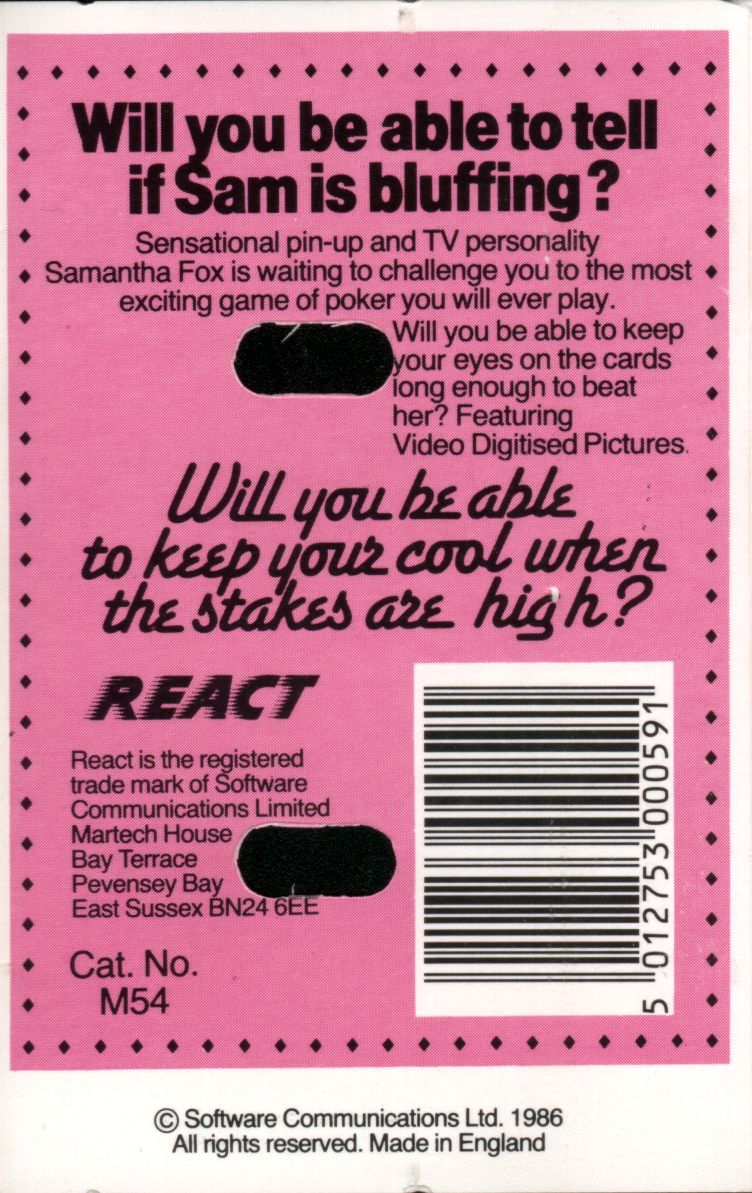 Will you be able to tell
if Sam is bluffing?
Sensational pin-up and TV personality
Samantha Fox is waiting to challenge you to the most
exciting game of poker you will ever play.
Will you be able to keep
your eyes on the cards
long enough to beat
her? Featuring
Video Digitised Pictures.
Will you be able
to keep your cool when
the stakes are high?
REACT
React is the registered
trade mark of Software
Communications Limited
Martech House
Bay Terrace
Pevensey Bay
East Sussex BN24 6EE
Cat. No.
M54
5 012753 000591
© Software Communications Ltd. 1986
All rights reserved. Made in England